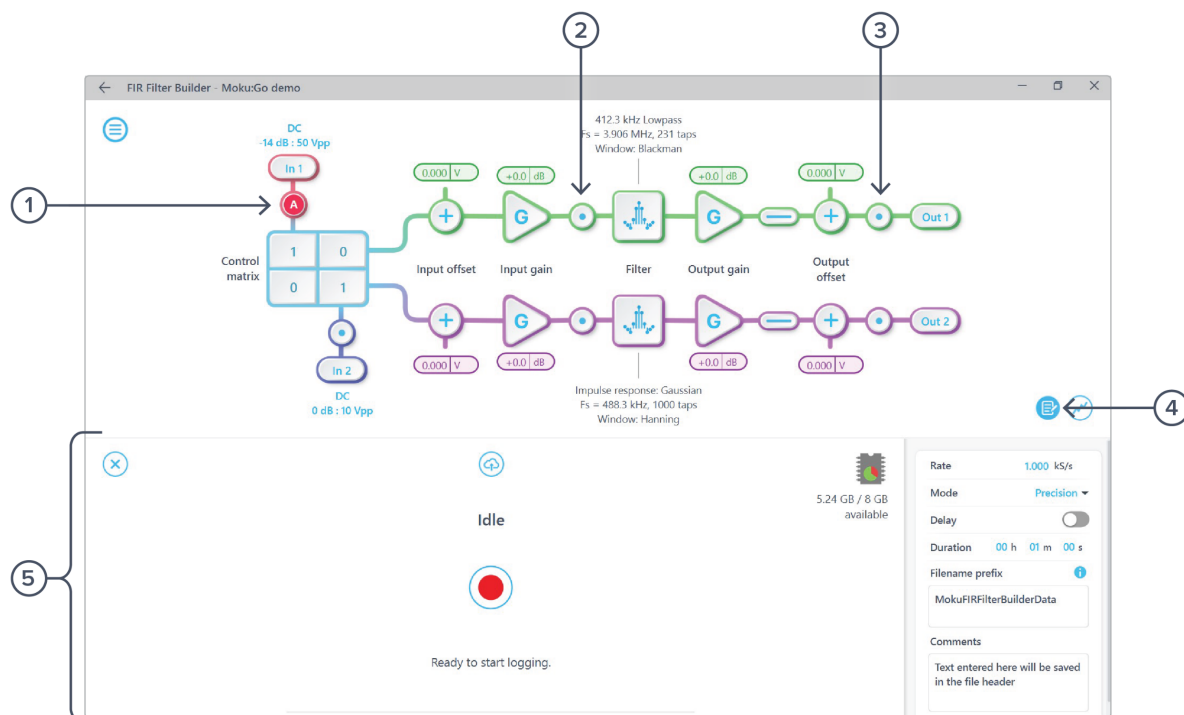 2
3
FIR Filter Builder - Moku:Go demo
DC
-14 dB : 50 Vpp
In 1
1
A
412.3 kHz Lowpass
Fs = 3.906 MHz, 231 taps
Window: Blackman
0.000 V
+0.0 dB
+0.0 dB
0.000 V
G
G
Out 1
Control
matrix
1 0
0 1
Input offset
Input gain
Filter
Output gain
Output
offset
G
G
Out 2
0.000 V
+0.0 dB
+0.0 dB
0.000 V
In 2
DC
0 dB : 10 Vpp
Impulse response: Gaussian
Fs = 488.3 kHz, 1000 taps
Window: Hanning
4
5
5.24 GB / 8 GB
available
Idle
Ready to start logging.
Rate 1.000 kS/s
Mode Precision
Delay
Duration 00 h 01 m 00 s
Filename prefix i
MokuFIRFilterBuilderData
Comments
Text entered here will be saved
in the file header